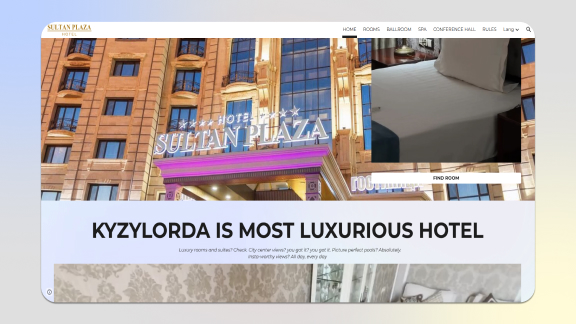 SULTAN PLAZA
HOTEL
HOME ROOMS BALLROOM SPA CONFERENCE HALL RULES Lang
HOTEL
SULTAN PLAZA
FIND ROOM
KYZYLORDA IS MOST LUXURIOUS HOTEL
Luxury rooms and suites? Check. City center views? you got it? you got it. Picture perfect pools? Absolutely.
Insta-worthy views? All day, every day